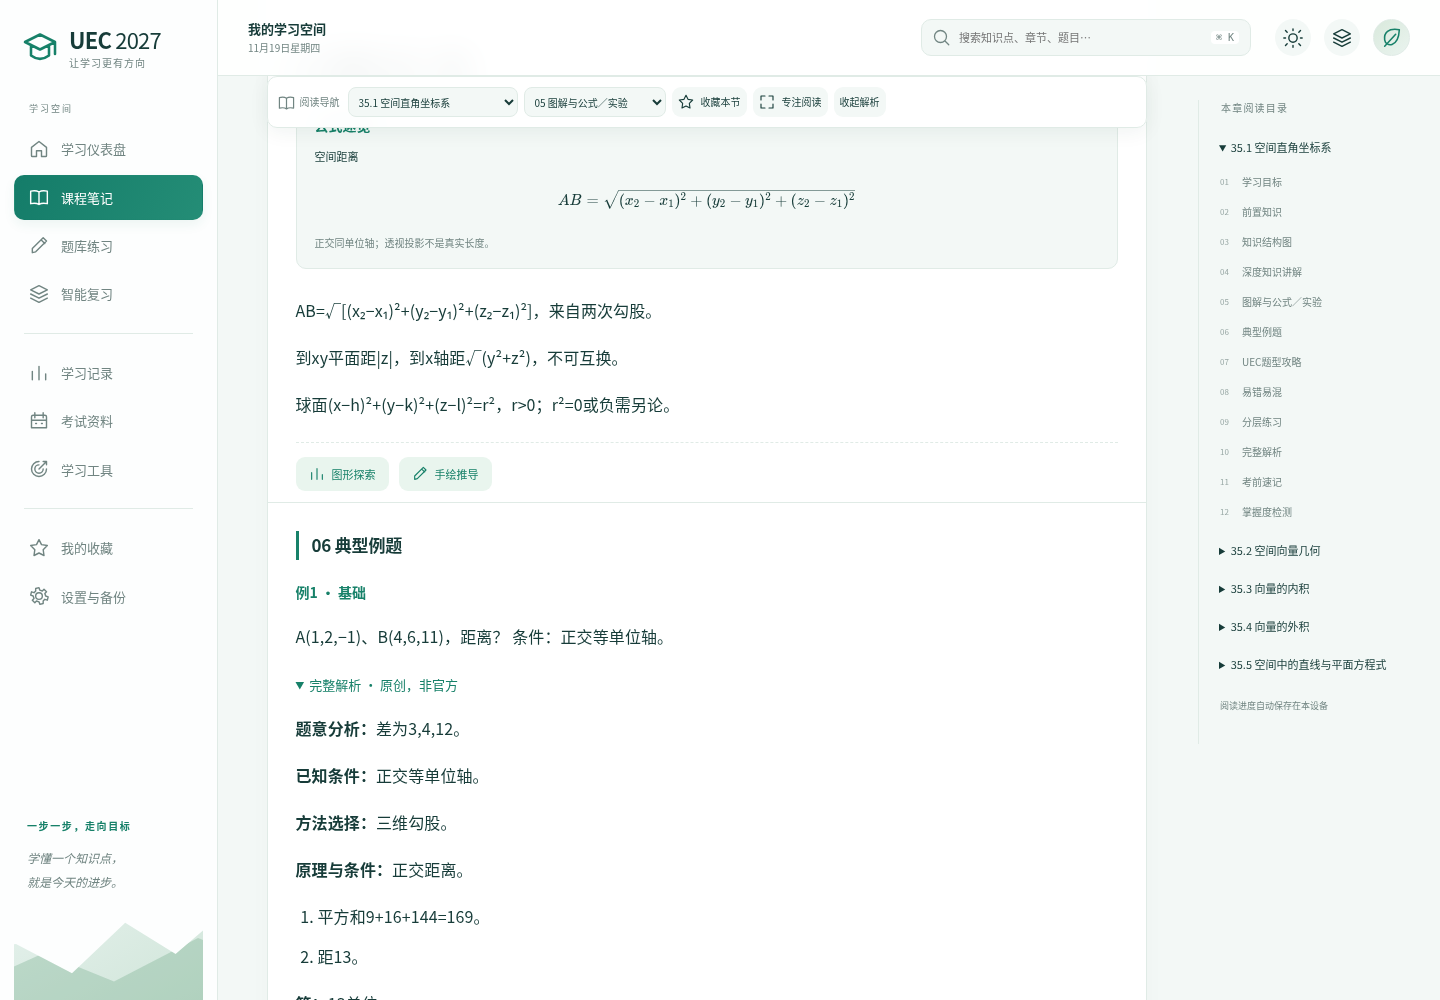 UEC 2027
让学习更有方向
学习空间
学习仪表盘
课程笔记
题库练习
智能复习
学习记录
考试资料
学习工具
我的收藏
设置与备份
一步一步，走向目标
学懂一个知识点，
就是今天的进步。
我的学习空间
11月19日星期四
搜索知识点、章节、题目…
⌘ K
阅读导航
35.1 空间直角坐标系
05 图解与公式／实验
收藏本节
专注阅读
收起解析
公式速览
空间距离
AB = √(x₂ − x₁)² + (y₂ − y₁)² + (z₂ − z₁)²
正交同单位轴；透视投影不是真实长度。
AB=√[(x₂−x₁)²+(y₂−y₁)²+(z₂−z₁)²]，来自两次勾股。
到xy平面距|z|，到x轴距√(y²+z²)，不可互换。
球面(x−h)²+(y−k)²+(z−l)²=r²，r>0；r²=0或负需另论。
图形探索
手绘推导
06 典型例题
例1 · 基础
A(1,2,−1)、B(4,6,11)，距离？ 条件：正交等单位轴。
完整解析 · 原创，非官方
题意分析：差为3,4,12。
已知条件：正交等单位轴。
方法选择：三维勾股。
原理与条件：正交距离。
1. 平方和9+16+144=169。
2. 距13。
答：13单位。
本章阅读目录
35.1 空间直角坐标系
01 学习目标
02 前置知识
03 知识结构图
04 深度知识讲解
05 图解与公式／实验
06 典型例题
07 UEC题型攻略
08 易错易混
09 分层练习
10 完整解析
11 考前速记
12 掌握度检测
35.2 空间向量几何
35.3 向量的内积
35.4 向量的外积
35.5 空间中的直线与平面方程式
阅读进度自动保存在本设备